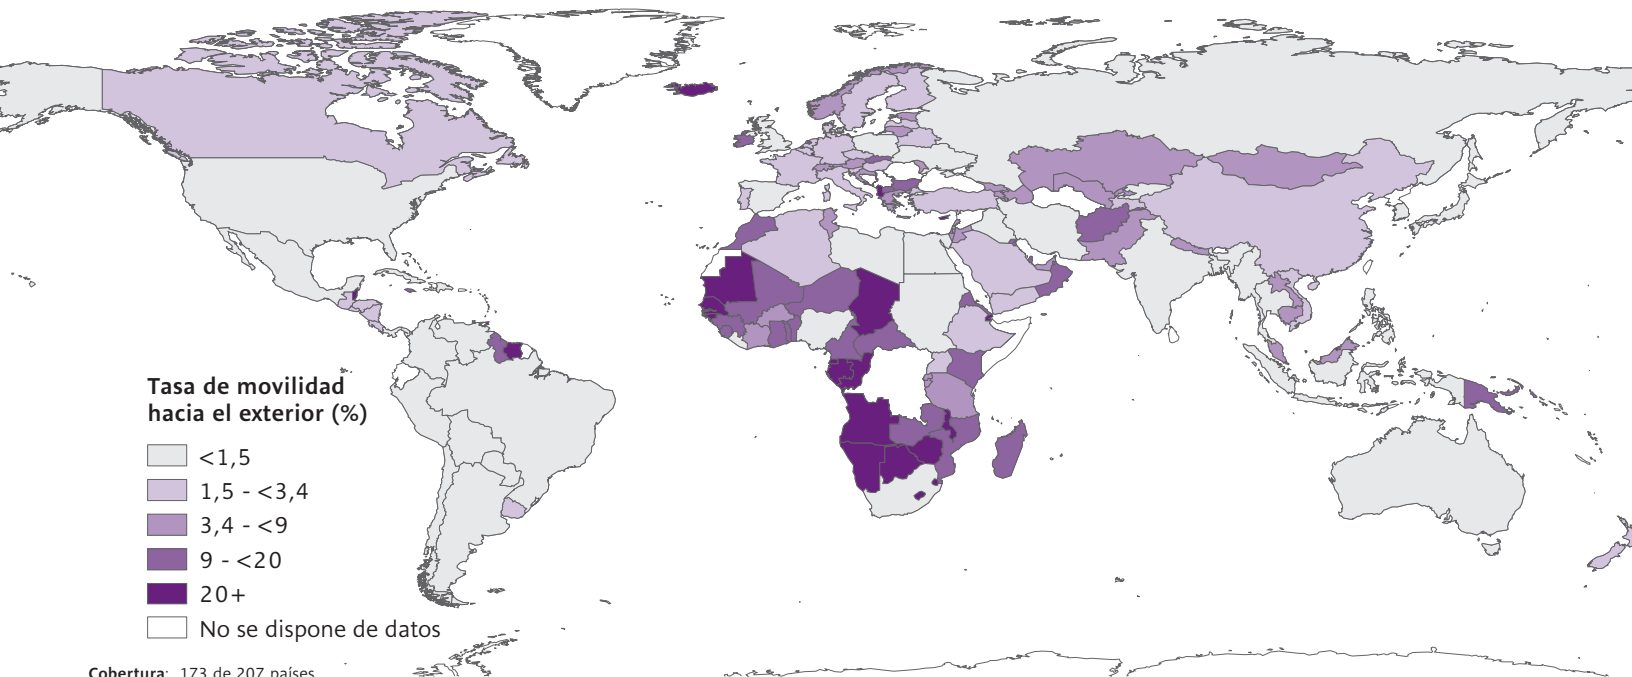 Tasa de movilidad
hacia el exterior (%)
<1,5
1,5 - <3,4
3,4 - <9
9 - <20
20+
No se dispone de datos
Cobertura: 173 de 207 países